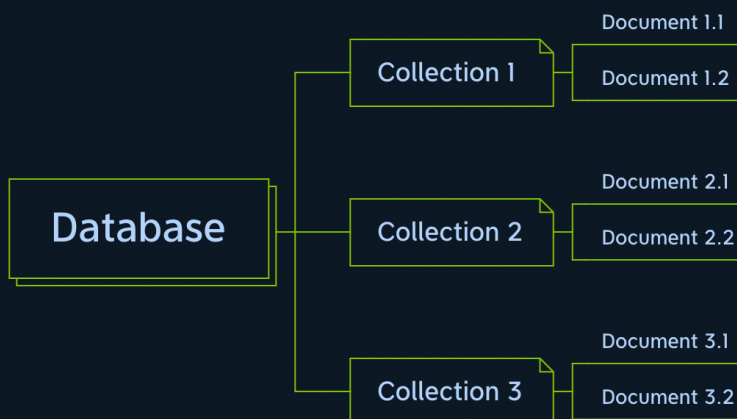 Database
Collection 1
Document 1.1
Document 1.2
Collection 2
Document 2.1
Document 2.2
Collection 3
Document 3.1
Document 3.2